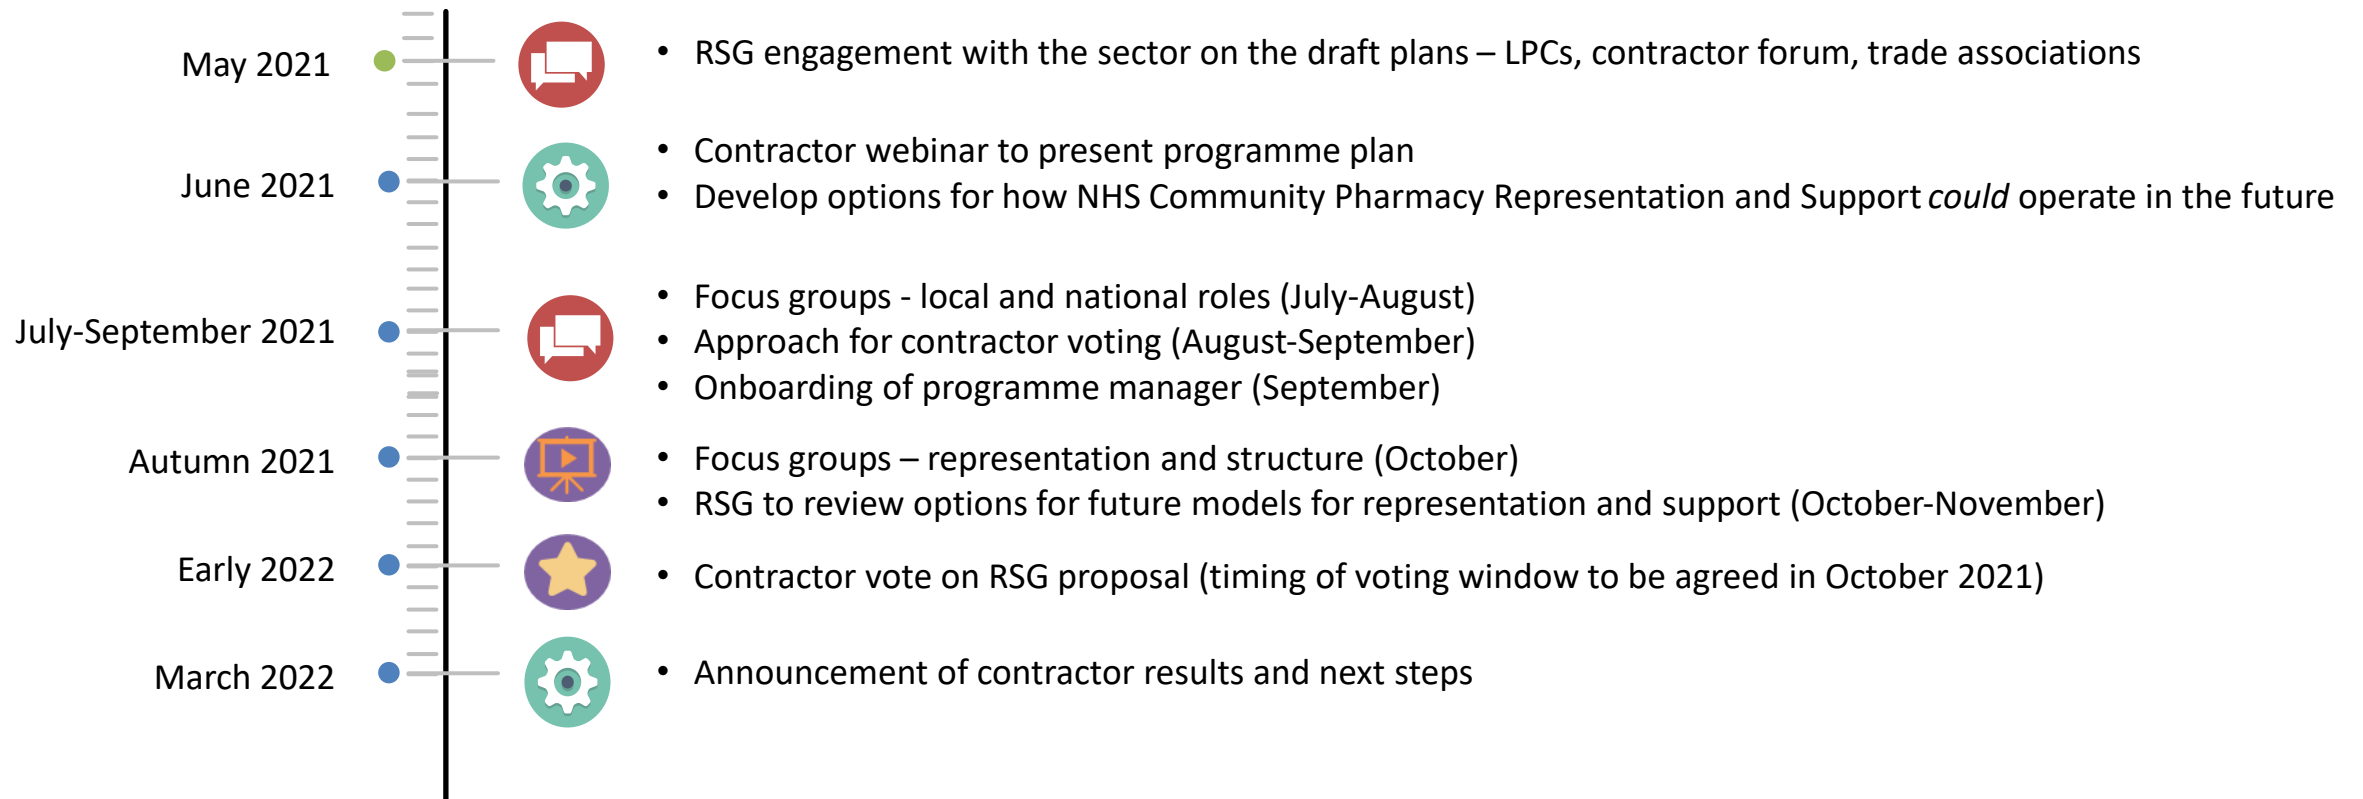 May 2021
• RSG engagement with the sector on the draft plans – LPCs, contractor forum, trade associations
June 2021
• Contractor webinar to present programme plan
• Develop options for how NHS Community Pharmacy Representation and Support could operate in the future
July-September 2021
• Focus groups - local and national roles (July-August)
• Approach for contractor voting (August-September)
• Onboarding of programme manager (September)
Autumn 2021
• Focus groups – representation and structure (October)
• RSG to review options for future models for representation and support (October-November)
Early 2022
• Contractor vote on RSG proposal (timing of voting window to be agreed in October 2021)
March 2022
• Announcement of contractor results and next steps